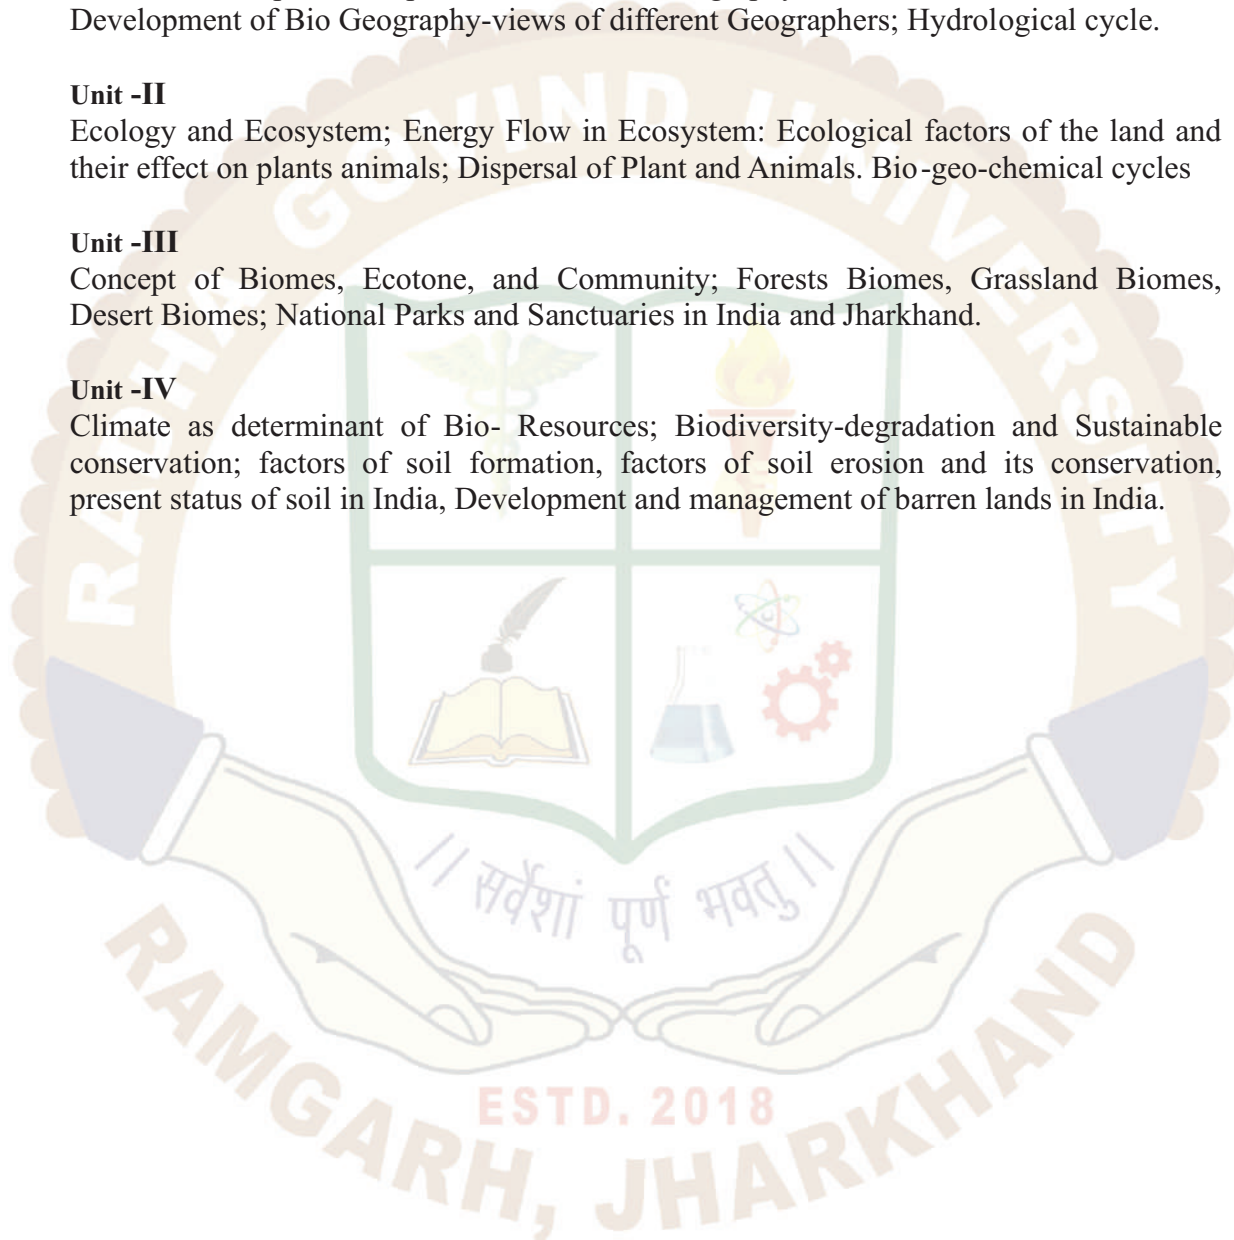 Development of Bio Geography-views of different Geographers; Hydrological cycle.
Unit -II
Ecology and Ecosystem; Energy Flow in Ecosystem: Ecological factors of the land and
their effect on plants animals; Dispersal of Plant and Animals. Bio-geo-chemical cycles
Unit -III
Concept of Biomes, Ecotone, and Community; Forests Biomes, Grassland Biomes,
Desert Biomes; National Parks and Sanctuaries in India and Jharkhand.
Unit -IV
Climate as determinant of Bio- Resources; Biodiversity-degradation and Sustainable
conservation; factors of soil formation, factors of soil erosion and its conservation,
present status of soil in India, Development and management of barren lands in India.
RADHA GOVIND UNIVERSITY
|| सर्वेशां पूर्ण भवतु ||
ESTD. 2018
RAMGARH, JHARKHAND